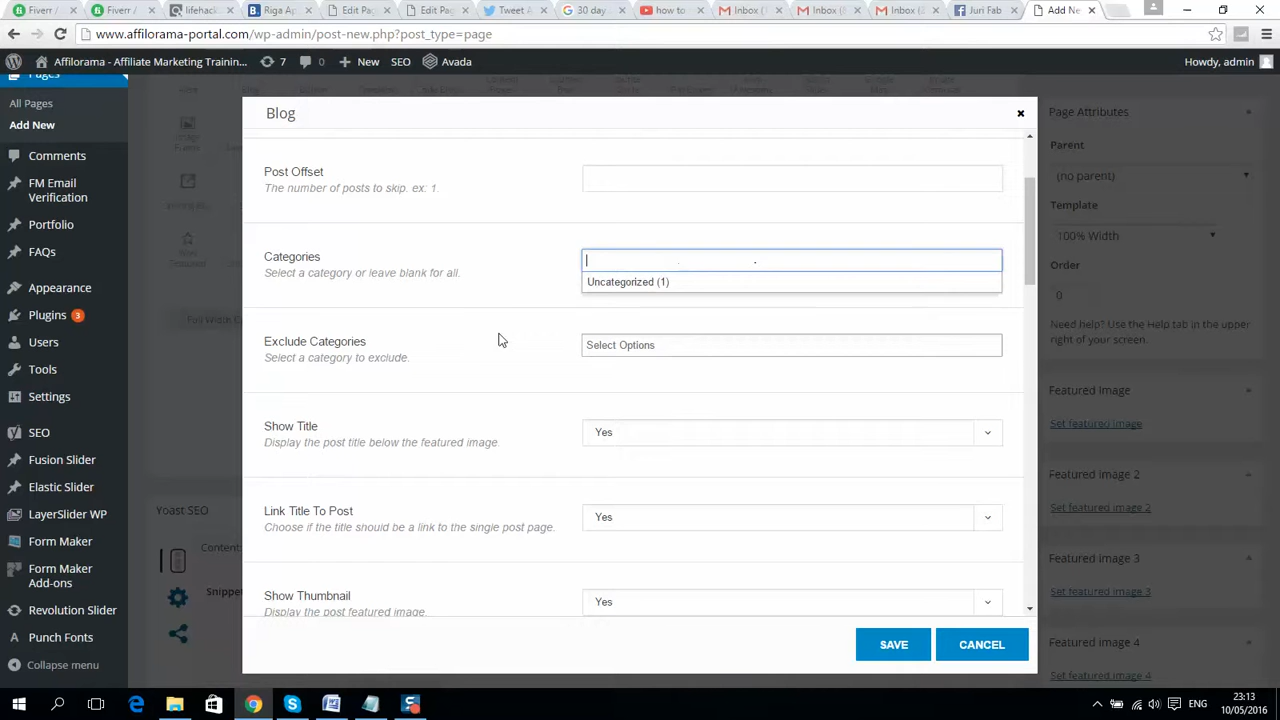 Fiverr /
Fiverr /
lifehack
Riga Ap
Edit Pag
Edit Pag
Tweet A
30 day
how to
Gmail
Inbox (
Inbox (
Inbox (
Juri Fab
Add Ne
www.affilorama-portal.com/wp-admin/post-new.php?post_type=page
Affilorama - Affiliate Marketing Trainin...
7
0
New
SEO
Avada
Howdy, admin
Pages
All Pages
Add New
Comments
FM Email
Verification
Portfolio
FAQs
Appearance
Plugins 3
Users
Tools
Settings
SEO
Fusion Slider
Elastic Slider
LayerSlider WP
Form Maker
Form Maker
Add-ons
Revolution Slider
Punch Fonts
Collapse menu
Yoast SEO
Content
Snippet
Blog
Post Offset
The number of posts to skip. ex: 1.
Categories
Select a category or leave blank for all.
Uncategorized (1)
Exclude Categories
Select a category to exclude.
Select Options
Show Title
Display the post title below the featured image.
Yes
Link Title To Post
Choose if the title should be a link to the single post page.
Yes
Show Thumbnail
Display the post featured image.
Yes
SAVE
CANCEL
Page Attributes
Parent
(no parent)
Template
100% Width
Order
0
Need help? Use the Help tab in the upper
right of your screen.
Featured Image
Set featured image
Featured image 2
Set featured image 2
Featured image 3
Set featured image 3
Featured image 4
Set featured image 4
ENG
23:13
10/05/2016